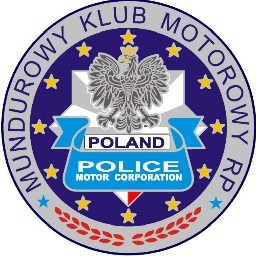 MUNDUROWY KLUB MOTOROWY RP
POLAND
POLICE
MOTOR CORPORATION